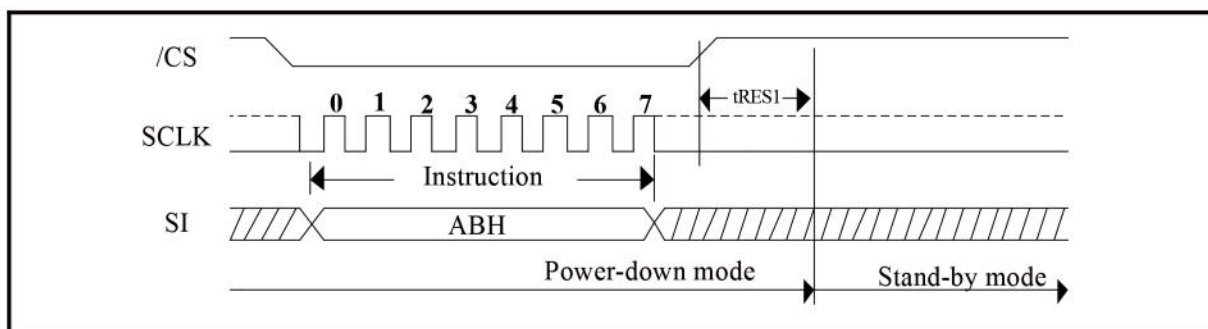 /CS
tRES1
0 1 2 3 4 5 6 7
SCLK
Instruction
SI
ABH
Power-down mode
Stand-by mode